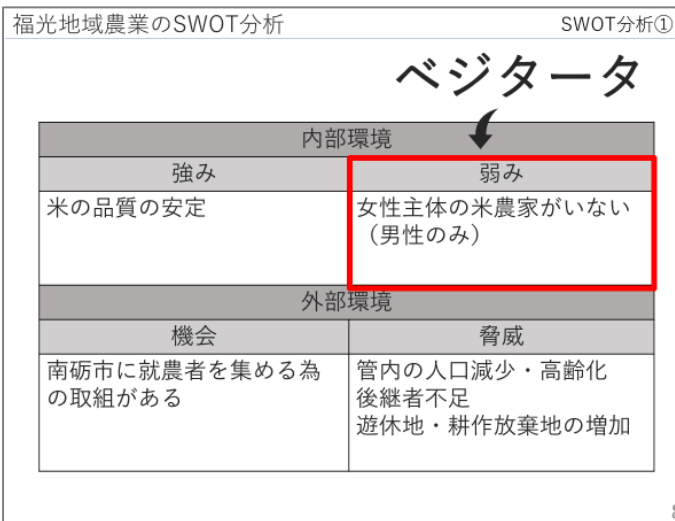 福光地域農業のSWOT分析
SWOT分析①
ベジタータ
内部環境
強み
弱み
米の品質の安定
女性主体の米農家がいない
（男性のみ）
外部環境
機会
脅威
南砺市に就農者を集める為
の取組がある
管内の人口減少・高齢化
後継者不足
遊休地・耕作放棄地の増加